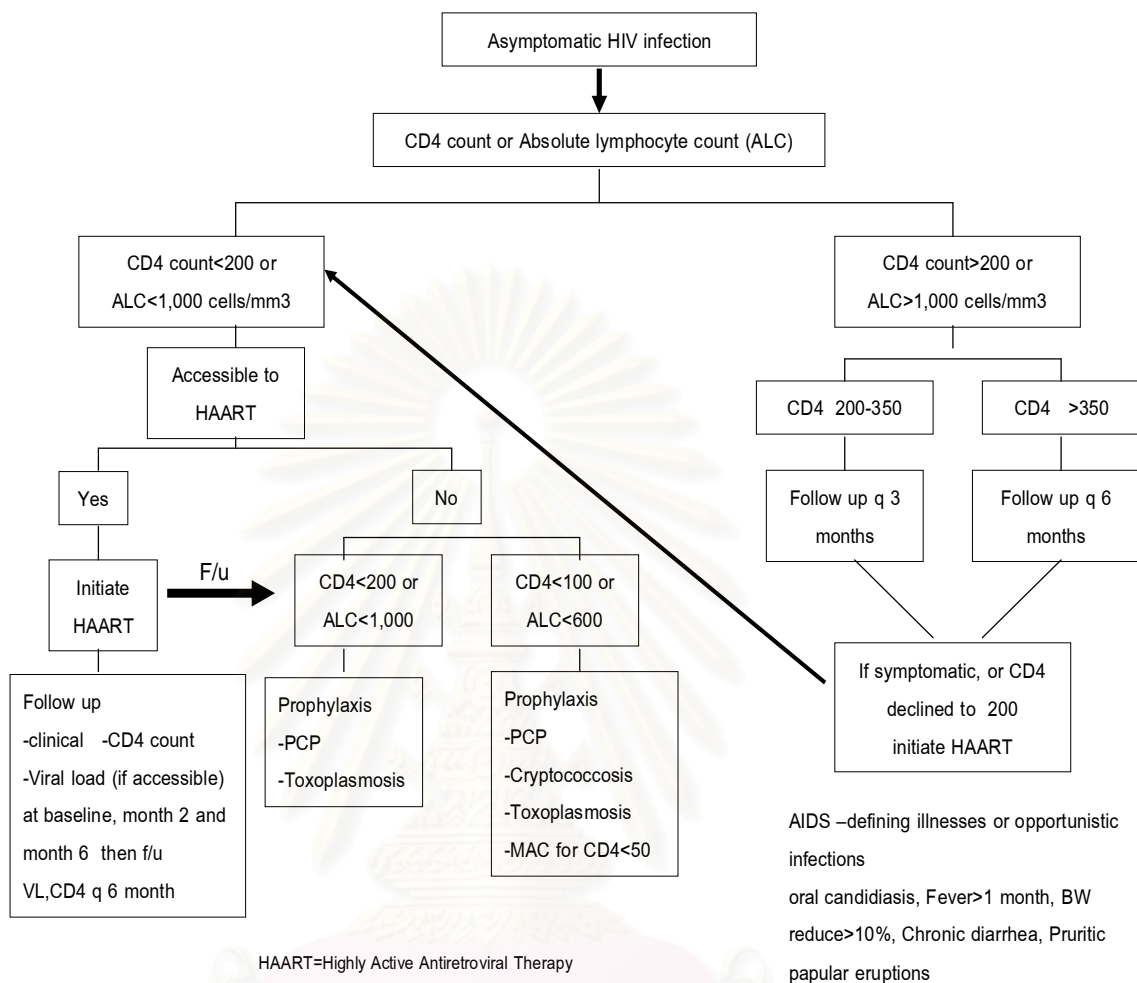 Asymptomatic HIV infection
CD4 count or Absolute lymphocyte count (ALC)
CD4 count<200 or
ALC<1,000 cells/mm3
CD4 count>200 or
ALC>1,000 cells/mm3
Accessible to
HAART
CD4 200-350
CD4 >350
Yes
No
Follow up q 3
months
Follow up q 6
months
Initiate
HAART
F/u
CD4<200 or
ALC<1,000
CD4<100 or
ALC<600
If symptomatic, or CD4
declined to 200
initiate HAART
Follow up
-clinical -CD4 count
-Viral load (if accessible)
at baseline, month 2 and
month 6 then f/u
VL,CD4 q 6 month
Prophylaxis
-PCP
-Toxoplasmosis
Prophylaxis
-PCP
-Cryptococcosis
-Toxoplasmosis
-MAC for CD4<50
AIDS –defining illnesses or opportunistic
infections
oral candidiasis, Fever>1 month, BW
reduce>10%, Chronic diarrhea, Pruritic
papular eruptions
HAART=Highly Active Antiretroviral Therapy